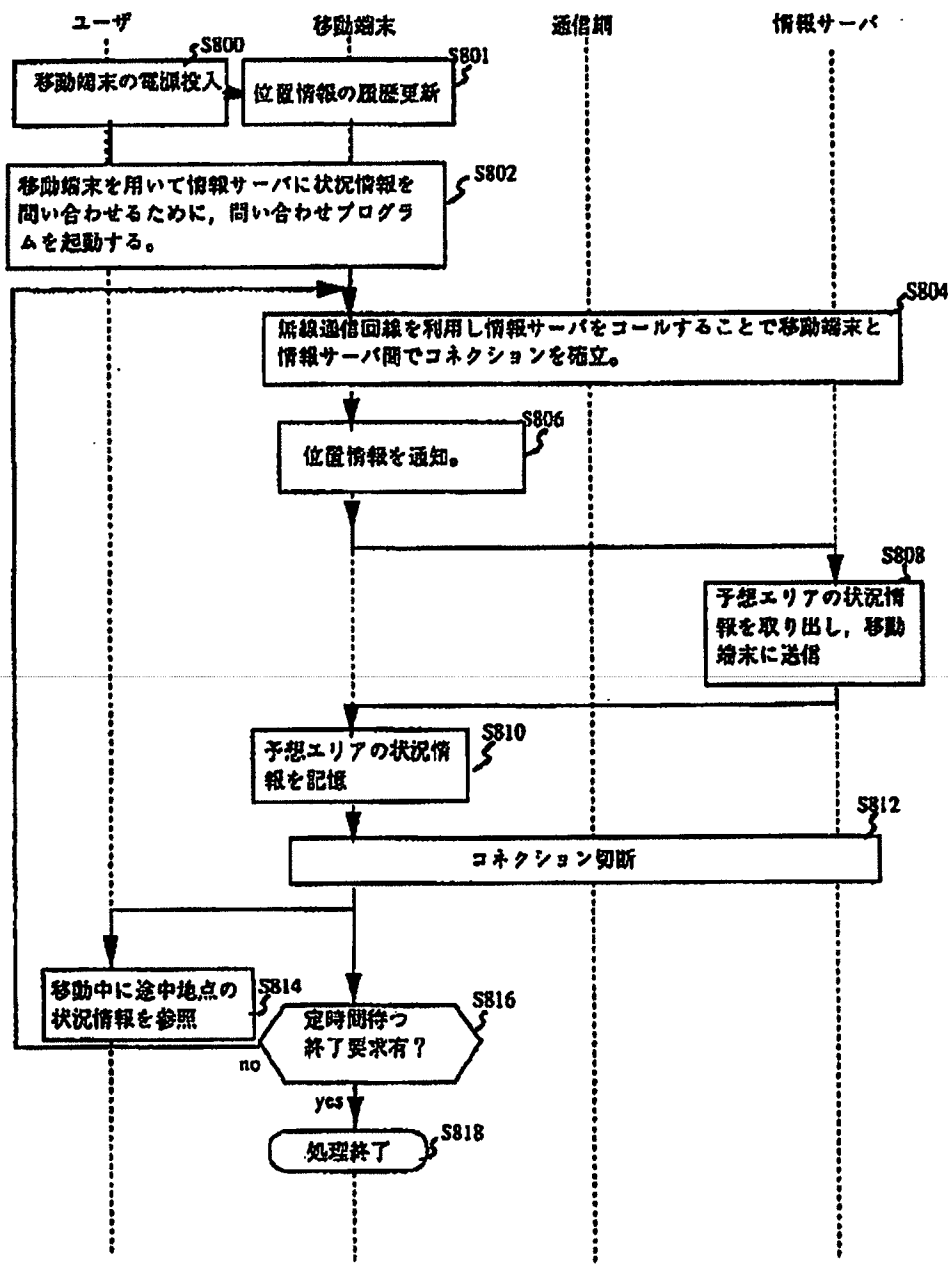 ユーザ
移動端末
通信網
情報サーバ
S800
移動端末の電源投入
S801
位置情報の履歴更新
S802
移動端末を用いて情報サーバに状況情報を
問い合わせるために，問い合わせプログラ
ムを起動する。
S804
無線通信回線を利用し情報サーバをコールすることで移動端末と
情報サーバ間でコネクションを確立。
S806
位置情報を通知。
S808
予想エリアの状況情
報を取り出し，移動
端末に送信
S810
予想エリアの状況情
報を記憶
S812
コネクション切断
S814
移動中に途中地点の
状況情報を参照
S816
定時間待つ
終了要求有？
no
yes
S818
処理終了